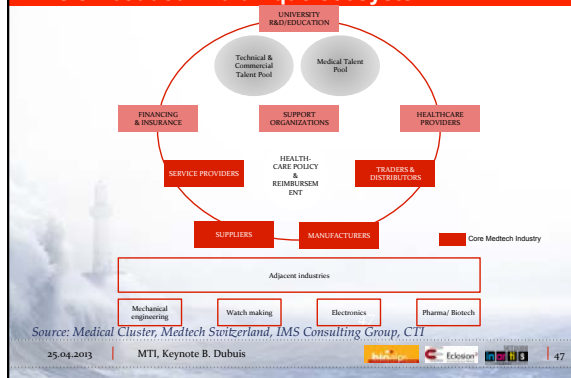 UNIVERSITY
R&D/EDUCATION
Technical &
Commercial
Talent Pool
Medical Talent
Pool
FINANCING
& INSURANCE
SUPPORT
ORGANIZATIONS
HEALTHCARE
PROVIDERS
SERVICE PROVIDERS
HEALTH-
CARE POLICY
&
REIMBURSEM
ENT
TRADERS &
DISTRIBUTORS
SUPPLIERS
MANUFACTURERS
Core Medtech Industry
Adjacent industries
Mechanical
engineering
Watch making
Electronics
Pharma/ Biotech
Source: Medical Cluster, Medtech Switzerland, IMS Consulting Group, CTI
25.04.2013
MTI, Keynote B. Dubuis
Eclosion
47